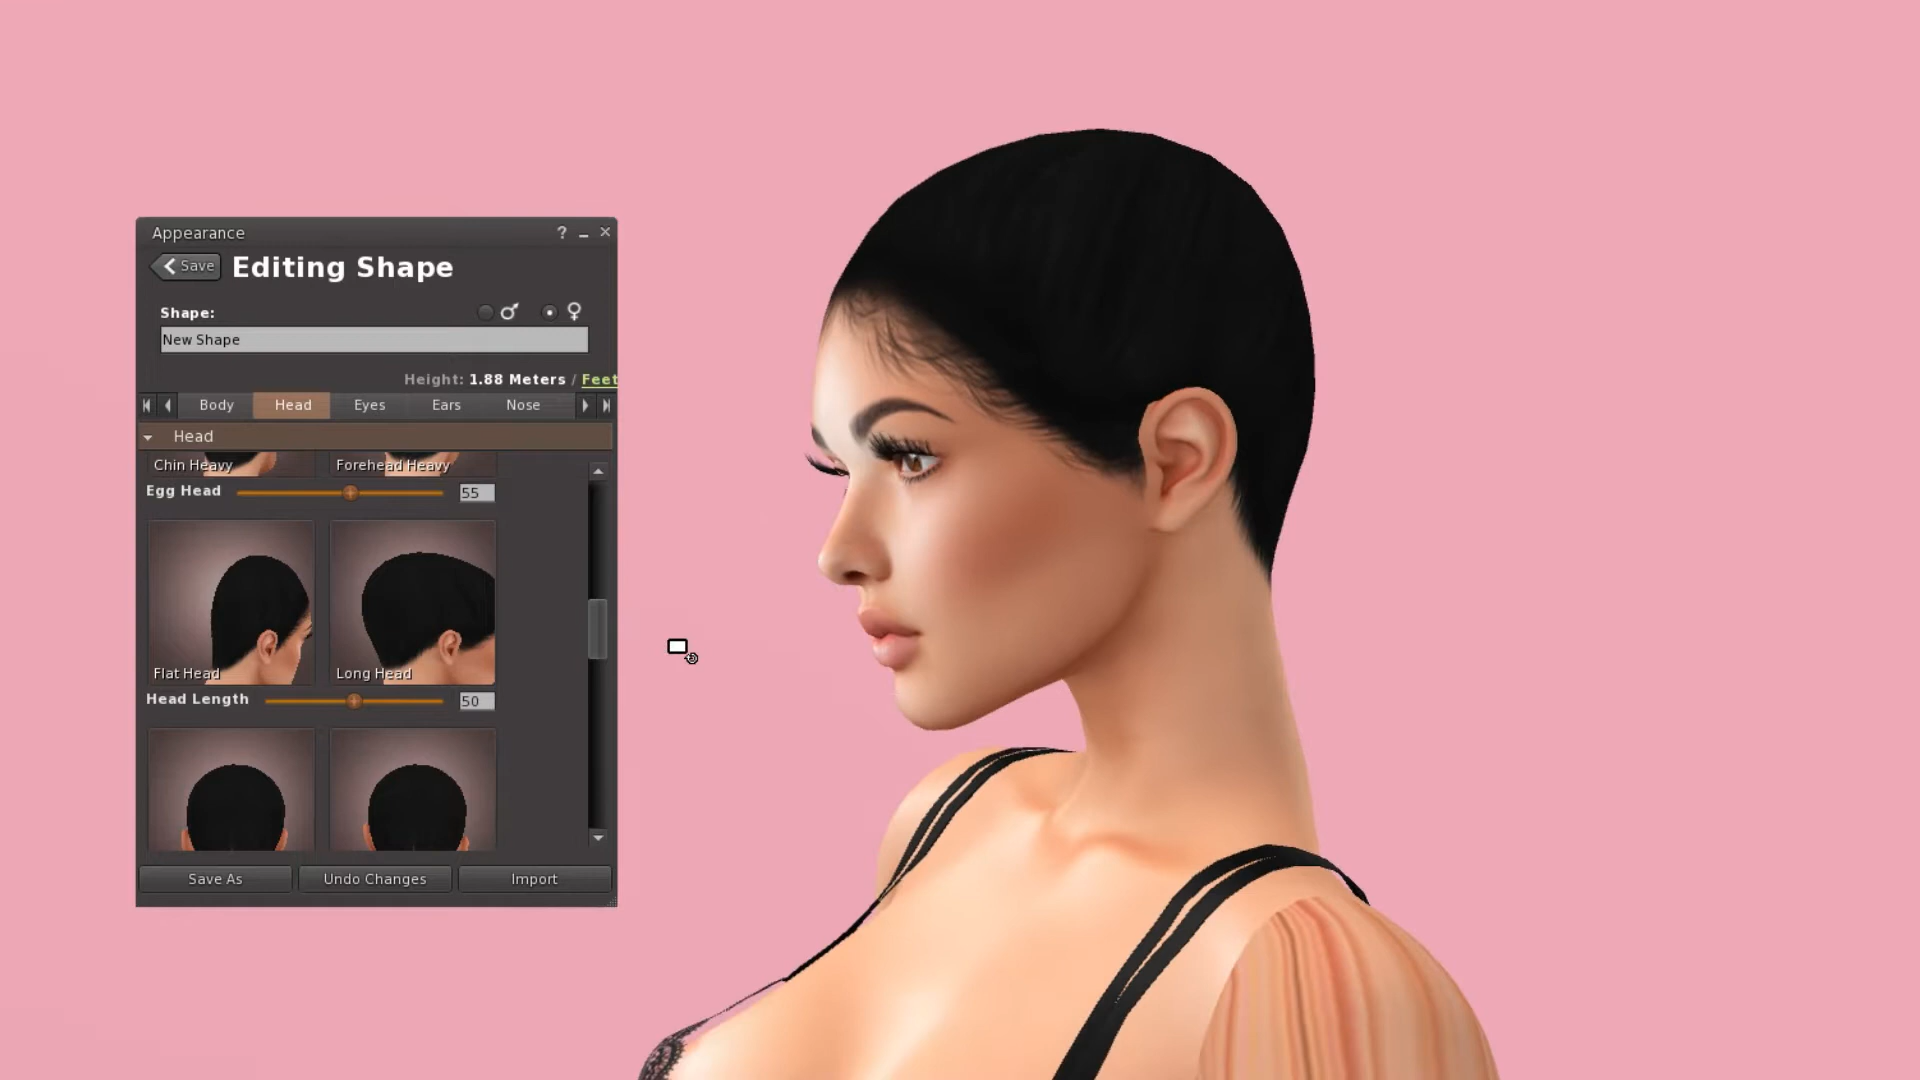 Appearance ? _ ×
Save Editing Shape
Shape: ♂ ♀
New Shape
Height: 1.88 Meters / Feet
Body Head Eyes Ears Nose
Head
Chin Heavy Forehead Heavy
Egg Head 55
Flat Head Long Head
Head Length 50
Save As Undo Changes Import